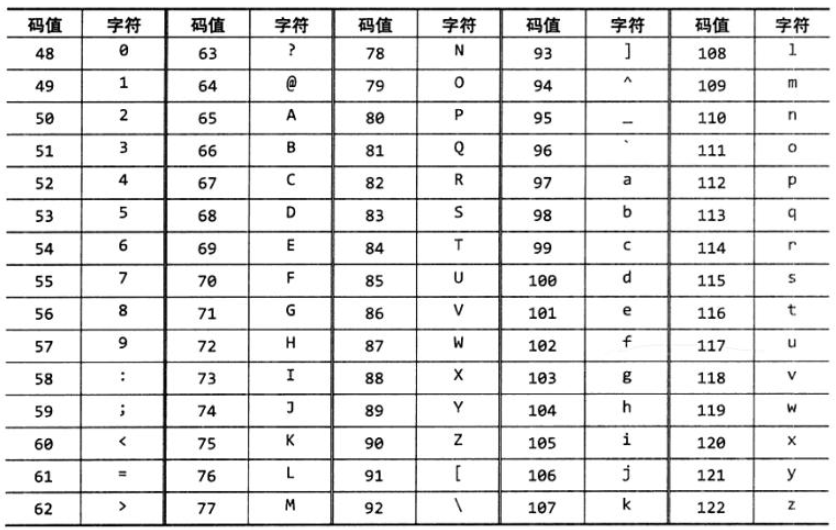 码值 字符 码值 字符 码值 字符 码值 字符 码值 字符
48 0 63 ? 78 N 93 ] 108 l
49 1 64 @ 79 O 94 ^ 109 m
50 2 65 A 80 P 95 _ 110 n
51 3 66 B 81 Q 96 ` 111 o
52 4 67 C 82 R 97 a 112 p
53 5 68 D 83 S 98 b 113 q
54 6 69 E 84 T 99 c 114 r
55 7 70 F 85 U 100 d 115 s
56 8 71 G 86 V 101 e 116 t
57 9 72 H 87 W 102 f 117 u
58 : 73 I 88 X 103 g 118 v
59 ; 74 J 89 Y 104 h 119 w
60 < 75 K 90 Z 105 i 120 x
61 = 76 L 91 [ 106 j 121 y
62 > 77 M 92 \ 107 k 122 z